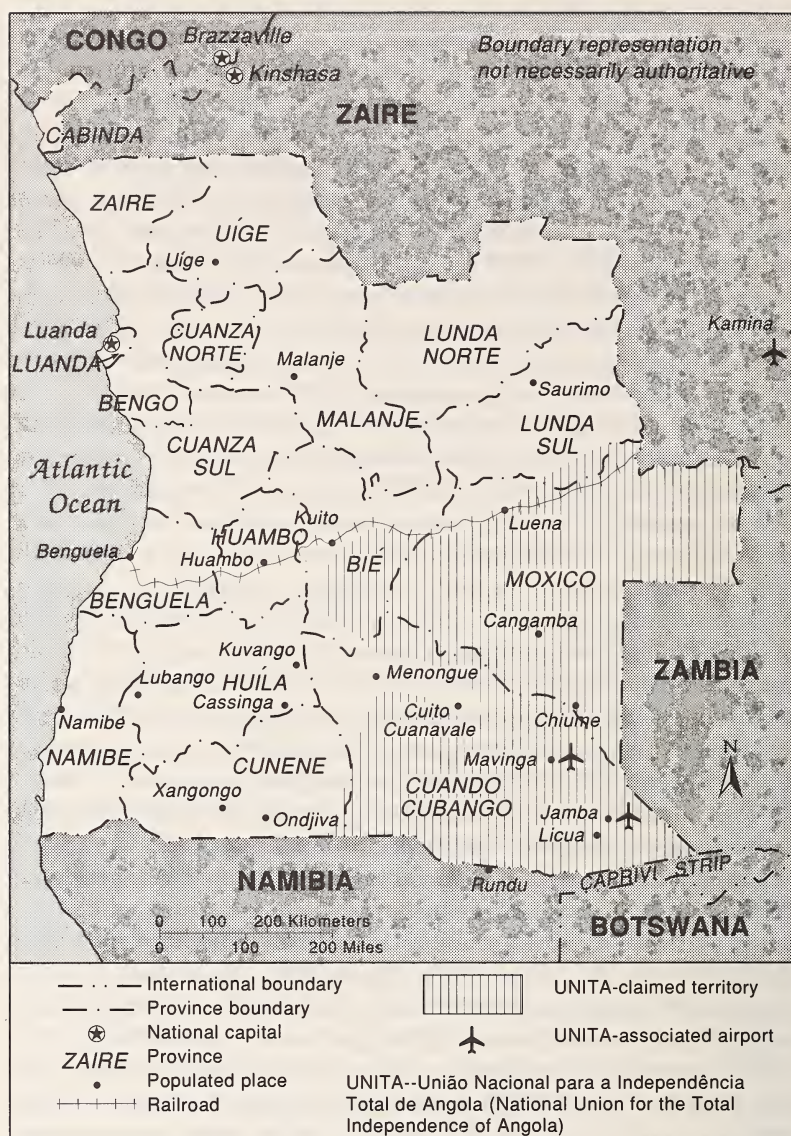 CONGO
Brazzaville
Kinshasa
Boundary representation
not necessarily authoritative
ZAIRE
CABINDA
ZAIRE
UÍGE
Uíge
Luanda
LUANDA
CUANZA
NORTE
LUNDA
NORTE
Kamina
Malanje
Saurimo
BENGO
MALANJE
LUNDA
SUL
CUANZA
SUL
Atlantic
Ocean
Kuito
Luena
HUAMBO
Benguela
Huambo
BIÉ
MOXICO
BENGUELA
Cangamba
Kuvango
ZAMBIA
Lubango
HUÍLA
Menongue
Cassinga
Cuito
Cuanavale
Chiume
Namibe
NAMIBE
CUNENE
Mavinga
N
CUANDO
CUBANGO
Xangongo
Ondjiva
Jamba
Licua
NAMIBIA
Rundu
CAPRIVI STRIP
BOTSWANA
0 100 200 Kilometers
0 100 200 Miles
International boundary
Province boundary
National capital
ZAIRE Province
Populated place
Railroad
UNITA-claimed territory
UNITA-associated airport
UNITA--União Nacional para a Independência
Total de Angola (National Union for the Total
Independence of Angola)